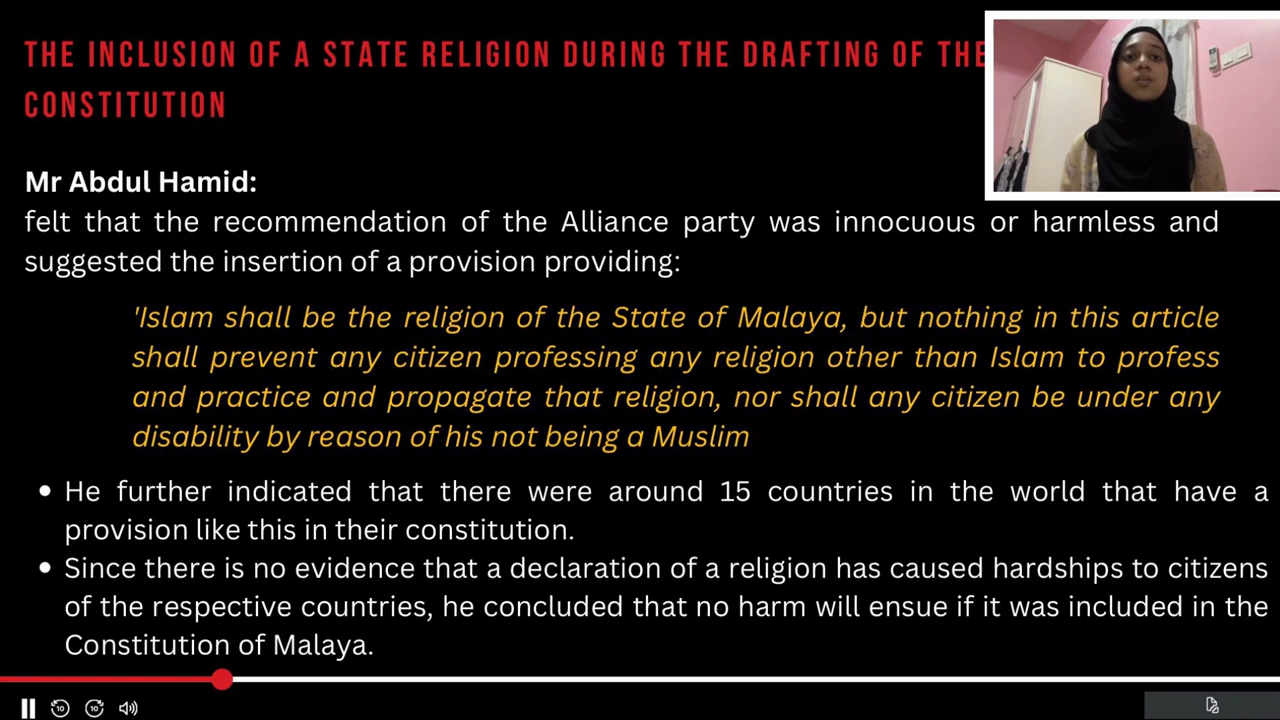 THE INCLUSION OF A STATE RELIGION DURING THE DRAFTING OF THE
CONSTITUTION
Mr Abdul Hamid:
felt that the recommendation of the Alliance party was innocuous or harmless and
suggested the insertion of a provision providing:
'Islam shall be the religion of the State of Malaya, but nothing in this article
shall prevent any citizen professing any religion other than Islam to profess
and practice and propagate that religion, nor shall any citizen be under any
disability by reason of his not being a Muslim
• He further indicated that there were around 15 countries in the world that have a
provision like this in their constitution.
• Since there is no evidence that a declaration of a religion has caused hardships to citizens
of the respective countries, he concluded that no harm will ensue if it was included in the
Constitution of Malaya.
10 10